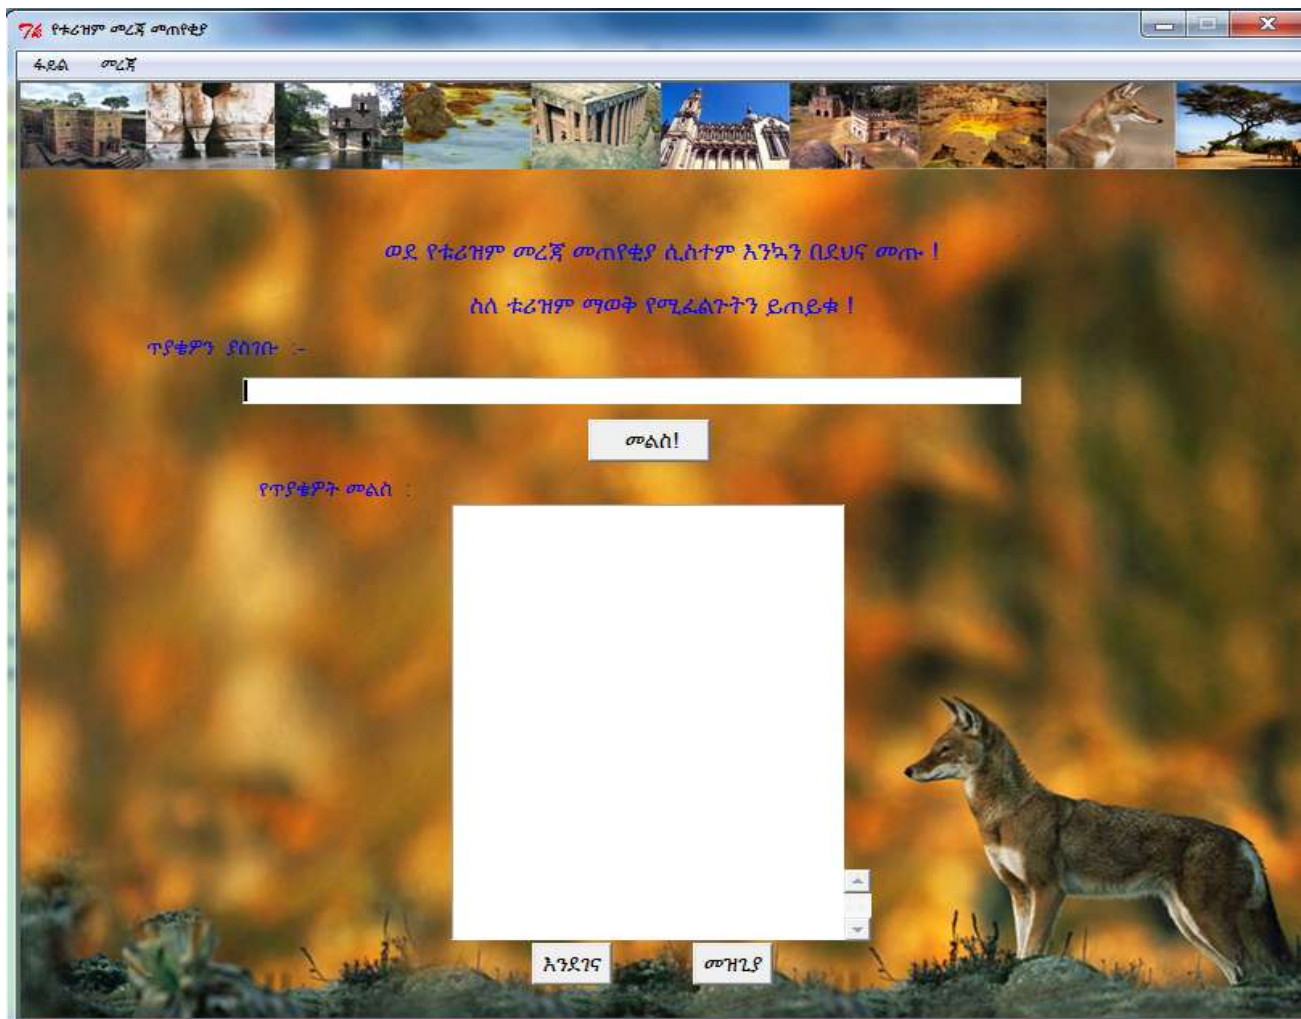 የቱሪዝም መረጃ መጠየቂያ
ፋይል መረጃ
ወደ የቱሪዝም መረጃ መጠየቂያ ሲስተም እንኳን በደህና መጡ !
ስለ ቱሪዝም ማወቅ የሚፈልጉትን ይጠይቁ !
ጥያቄዎን ያስገቡ :-
መልስ!
የጥያቄዎት መልስ :
እንደገና መዝጊያ